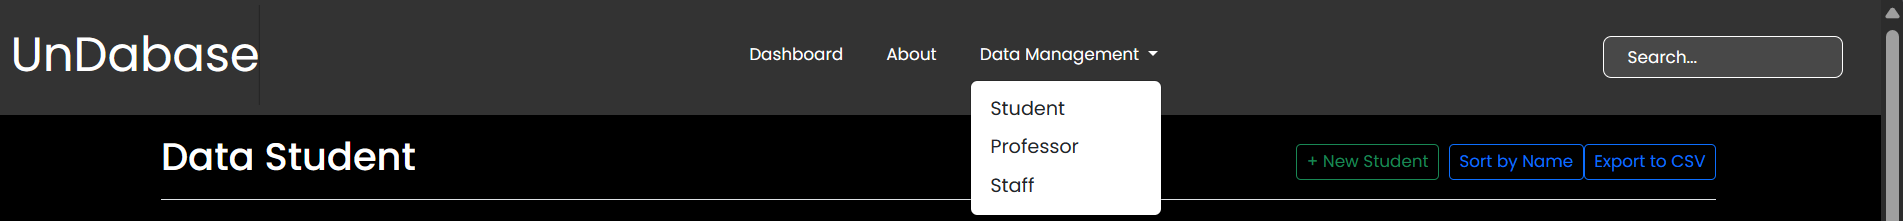 UnDabase
Dashboard About Data Management
Search...
Student
Professor
Staff
Data Student
+ New Student Sort by Name Export to CSV